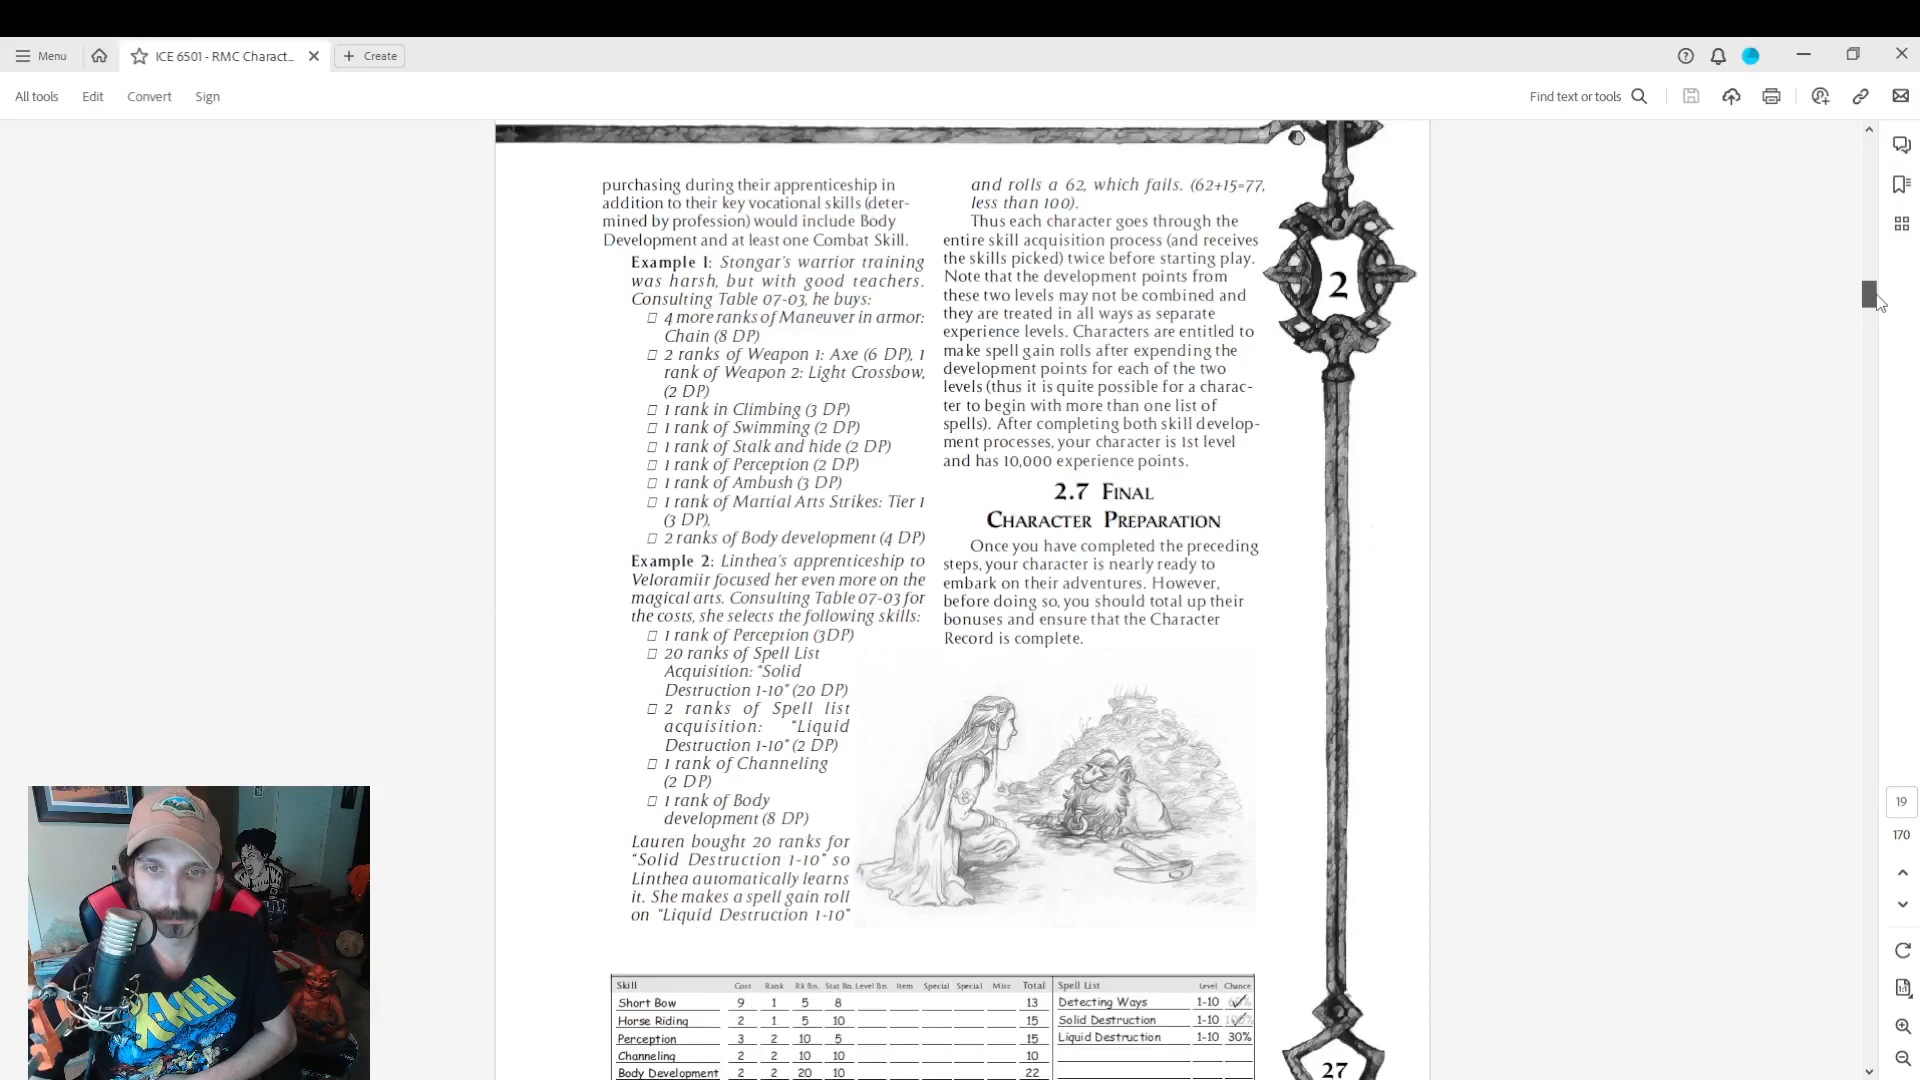 Menu
ICE 6501 - RMC Charact...
Create
All tools
Edit
Convert
Sign
Find text or tools
purchasing during their apprenticeship in
addition to their key vocational skills (deter-
mined by profession) would include Body
Development and at least one Combat Skill.
Example 1: Stongar's warrior training
was harsh, but with good teachers.
Consulting Table 07-03, he buys:
4 more ranks of Maneuver in armor:
Chain (8 DP)
2 ranks of Weapon 1: Axe (6 DP), 1
rank of Weapon 2: Light Crossbow,
(2 DP)
1 rank in Climbing (3 DP)
1 rank of Swimming (2 DP)
1 rank of Stalk and hide (2 DP)
1 rank of Perception (2 DP)
1 rank of Ambush (3 DP)
1 rank of Martial Arts Strikes: Tier 1
(3 DP),
2 ranks of Body development (4 DP)
Example 2: Linthea's apprenticeship to
Veloramiir focused her even more on the
magical arts. Consulting Table 07-03 for
the costs, she selects the following skills:
1 rank of Perception (3DP)
20 ranks of Spell List
Acquisition: "Solid
Destruction 1-10" (20 DP)
2 ranks of Spell list
acquisition: "Liquid
Destruction 1-10" (2 DP)
1 rank of Channeling
(2 DP)
1 rank of Body
development (8 DP)
Lauren bought 20 ranks for
"Solid Destruction 1-10" so
Linthea automatically learns
it. She makes a spell gain roll
on "Liquid Destruction 1-10"
and rolls a 62, which fails. (62+15=77,
less than 100).
Thus each character goes through the
entire skill acquisition process (and receives
the skills picked) twice before starting play.
Note that the development points from
these two levels may not be combined and
they are treated in all ways as separate
experience levels. Characters are entitled to
make spell gain rolls after expending the
development points for each of the two
levels (thus it is quite possible for a charac-
ter to begin with more than one list of
spells). After completing both skill develop-
ment processes, your character is 1st level
and has 10,000 experience points.
2.7 Final
Character Preparation
Once you have completed the preceding
steps, your character is nearly ready to
embark on their adventures. However,
before doing so, you should total up their
bonuses and ensure that the Character
Record is complete.
2
Skill Cost Rank Rk Bn. Stat Bn. Level Bn. Item Special Special Misc Total Spell List Level Chance
Short Bow 9 1 5 8 13 Detecting Ways 1-10
Horse Riding 2 1 5 10 15 Solid Destruction 1-10
Perception 3 2 10 5 15 Liquid Destruction 1-10 30%
Channeling 2 2 10 10 10
Body Development 2 2 20 10 22
27
19
170
X-MEN